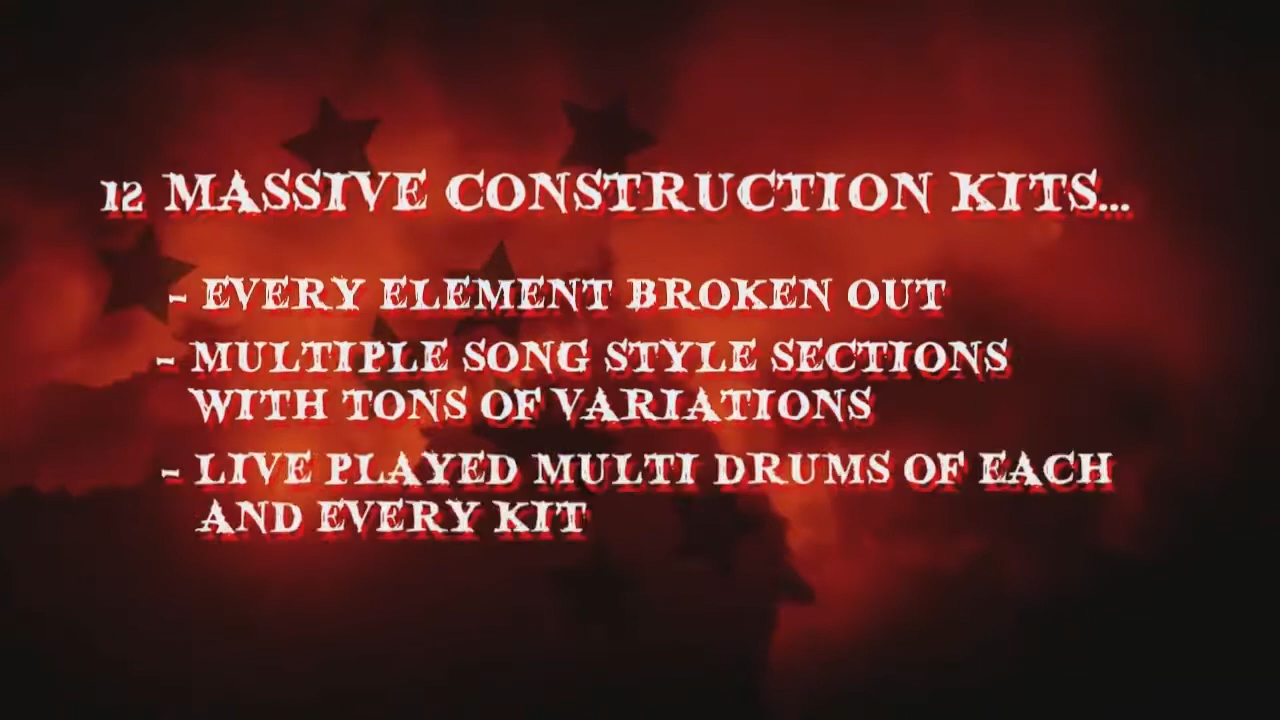 12 MASSIVE CONSTRUCTION KITS...
- EVERY ELEMENT BROKEN OUT
- MULTIPLE SONG STYLE SECTIONS
WITH TONS OF VARIATIONS
- LIVE PLAYED MULTI DRUMS OF EACH
AND EVERY KIT